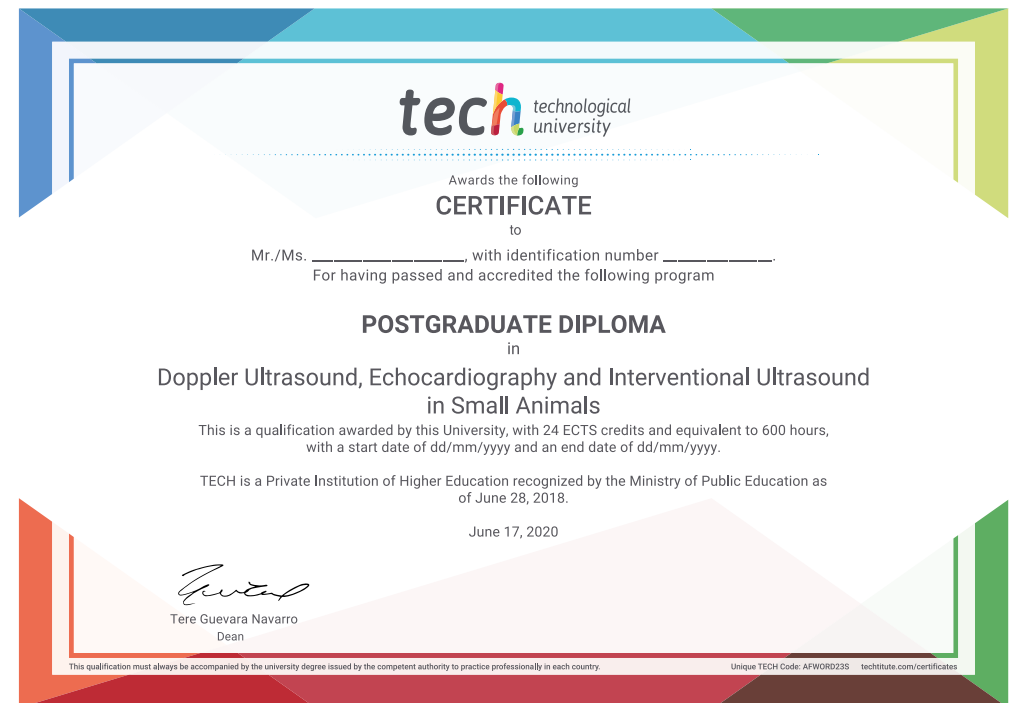 tech technological
university
Awards the following
CERTIFICATE
to
Mr./Ms. ____________, with identification number __________.
For having passed and accredited the following program
POSTGRADUATE DIPLOMA
in
Doppler Ultrasound, Echocardiography and Interventional Ultrasound
in Small Animals
This is a qualification awarded by this University, with 24 ECTS credits and equivalent to 600 hours,
with a start date of dd/mm/yyyy and an end date of dd/mm/yyyy.
TECH is a Private Institution of Higher Education recognized by the Ministry of Public Education as
of June 28, 2018.
June 17, 2020
Tere Guevara Navarro
Dean
This qualification must always be accompanied by the university degree issued by the competent authority to practice professionally in each country.
Unique TECH Code: AFWORD23S techtitute.com/certificates